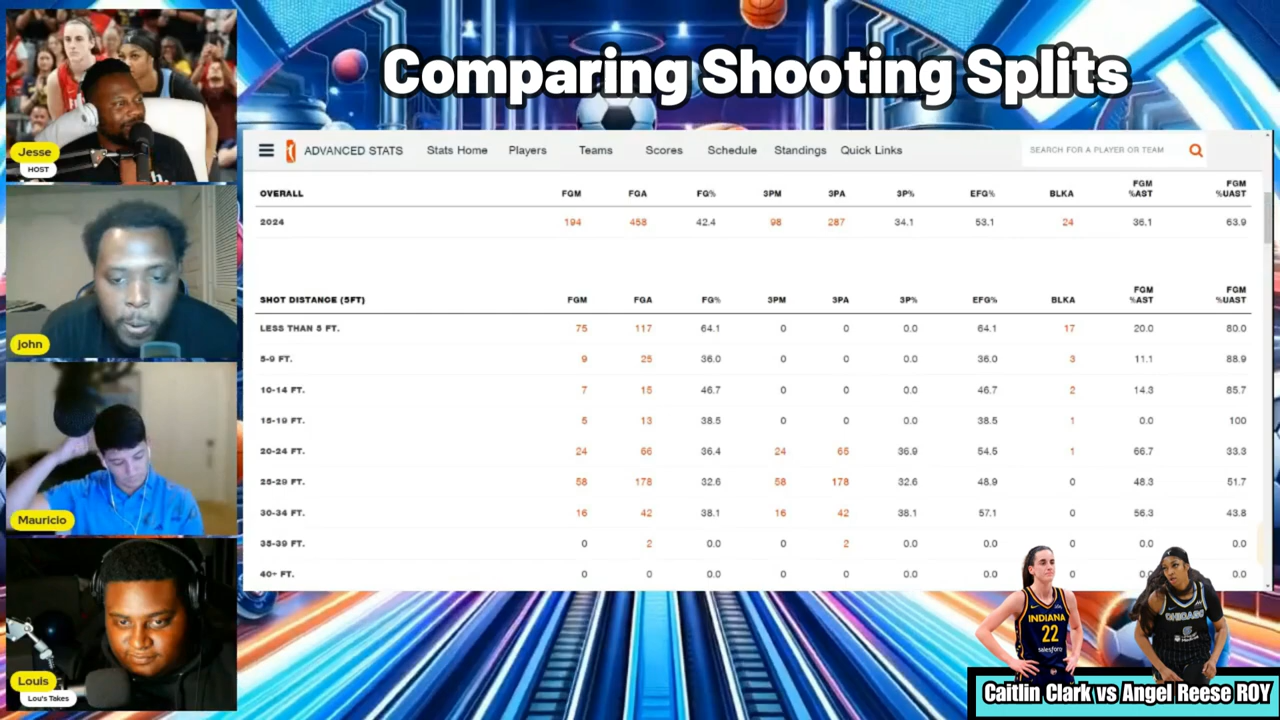 Comparing Shooting Splits
ADVANCED STATS Stats Home Players Teams Scores Schedule Standings Quick Links SEARCH FOR A PLAYER OR TEAM
OVERALL FGM FGA FG% 3PM 3PA 3P% EFG% BLKA FGM %AST FGM %UAST
2024 194 458 42.4 98 287 34.1 53.1 24 36.1 63.9
SHOT DISTANCE (5FT) FGM FGA FG% 3PM 3PA 3P% EFG% BLKA FGM %AST FGM %UAST
LESS THAN 5 FT. 75 117 64.1 0 0 0.0 64.1 17 20.0 80.0
5-9 FT. 9 25 36.0 0 0 0.0 36.0 3 11.1 88.9
10-14 FT. 7 15 46.7 0 0 0.0 46.7 2 14.3 85.7
15-19 FT. 5 13 38.5 0 0 0.0 38.5 1 0.0 100
20-24 FT. 24 66 36.4 24 65 36.9 54.5 1 66.7 33.3
25-29 FT. 58 178 32.6 58 178 32.6 48.9 0 48.3 51.7
30-34 FT. 16 42 38.1 16 42 38.1 57.1 0 56.3 43.8
35-39 FT. 0 2 0.0 0 2 0.0 0.0 0 0.0 0.0
40+ FT. 0 0 0.0 0 0 0.0 0.0 0 0.0 0.0
Jesse
HOST
john
Mauricio
Louis
Lou's Takes
INDIANA
22
salesforce
CHICAGO
5
Caitlin Clark vs Angel Reese ROY